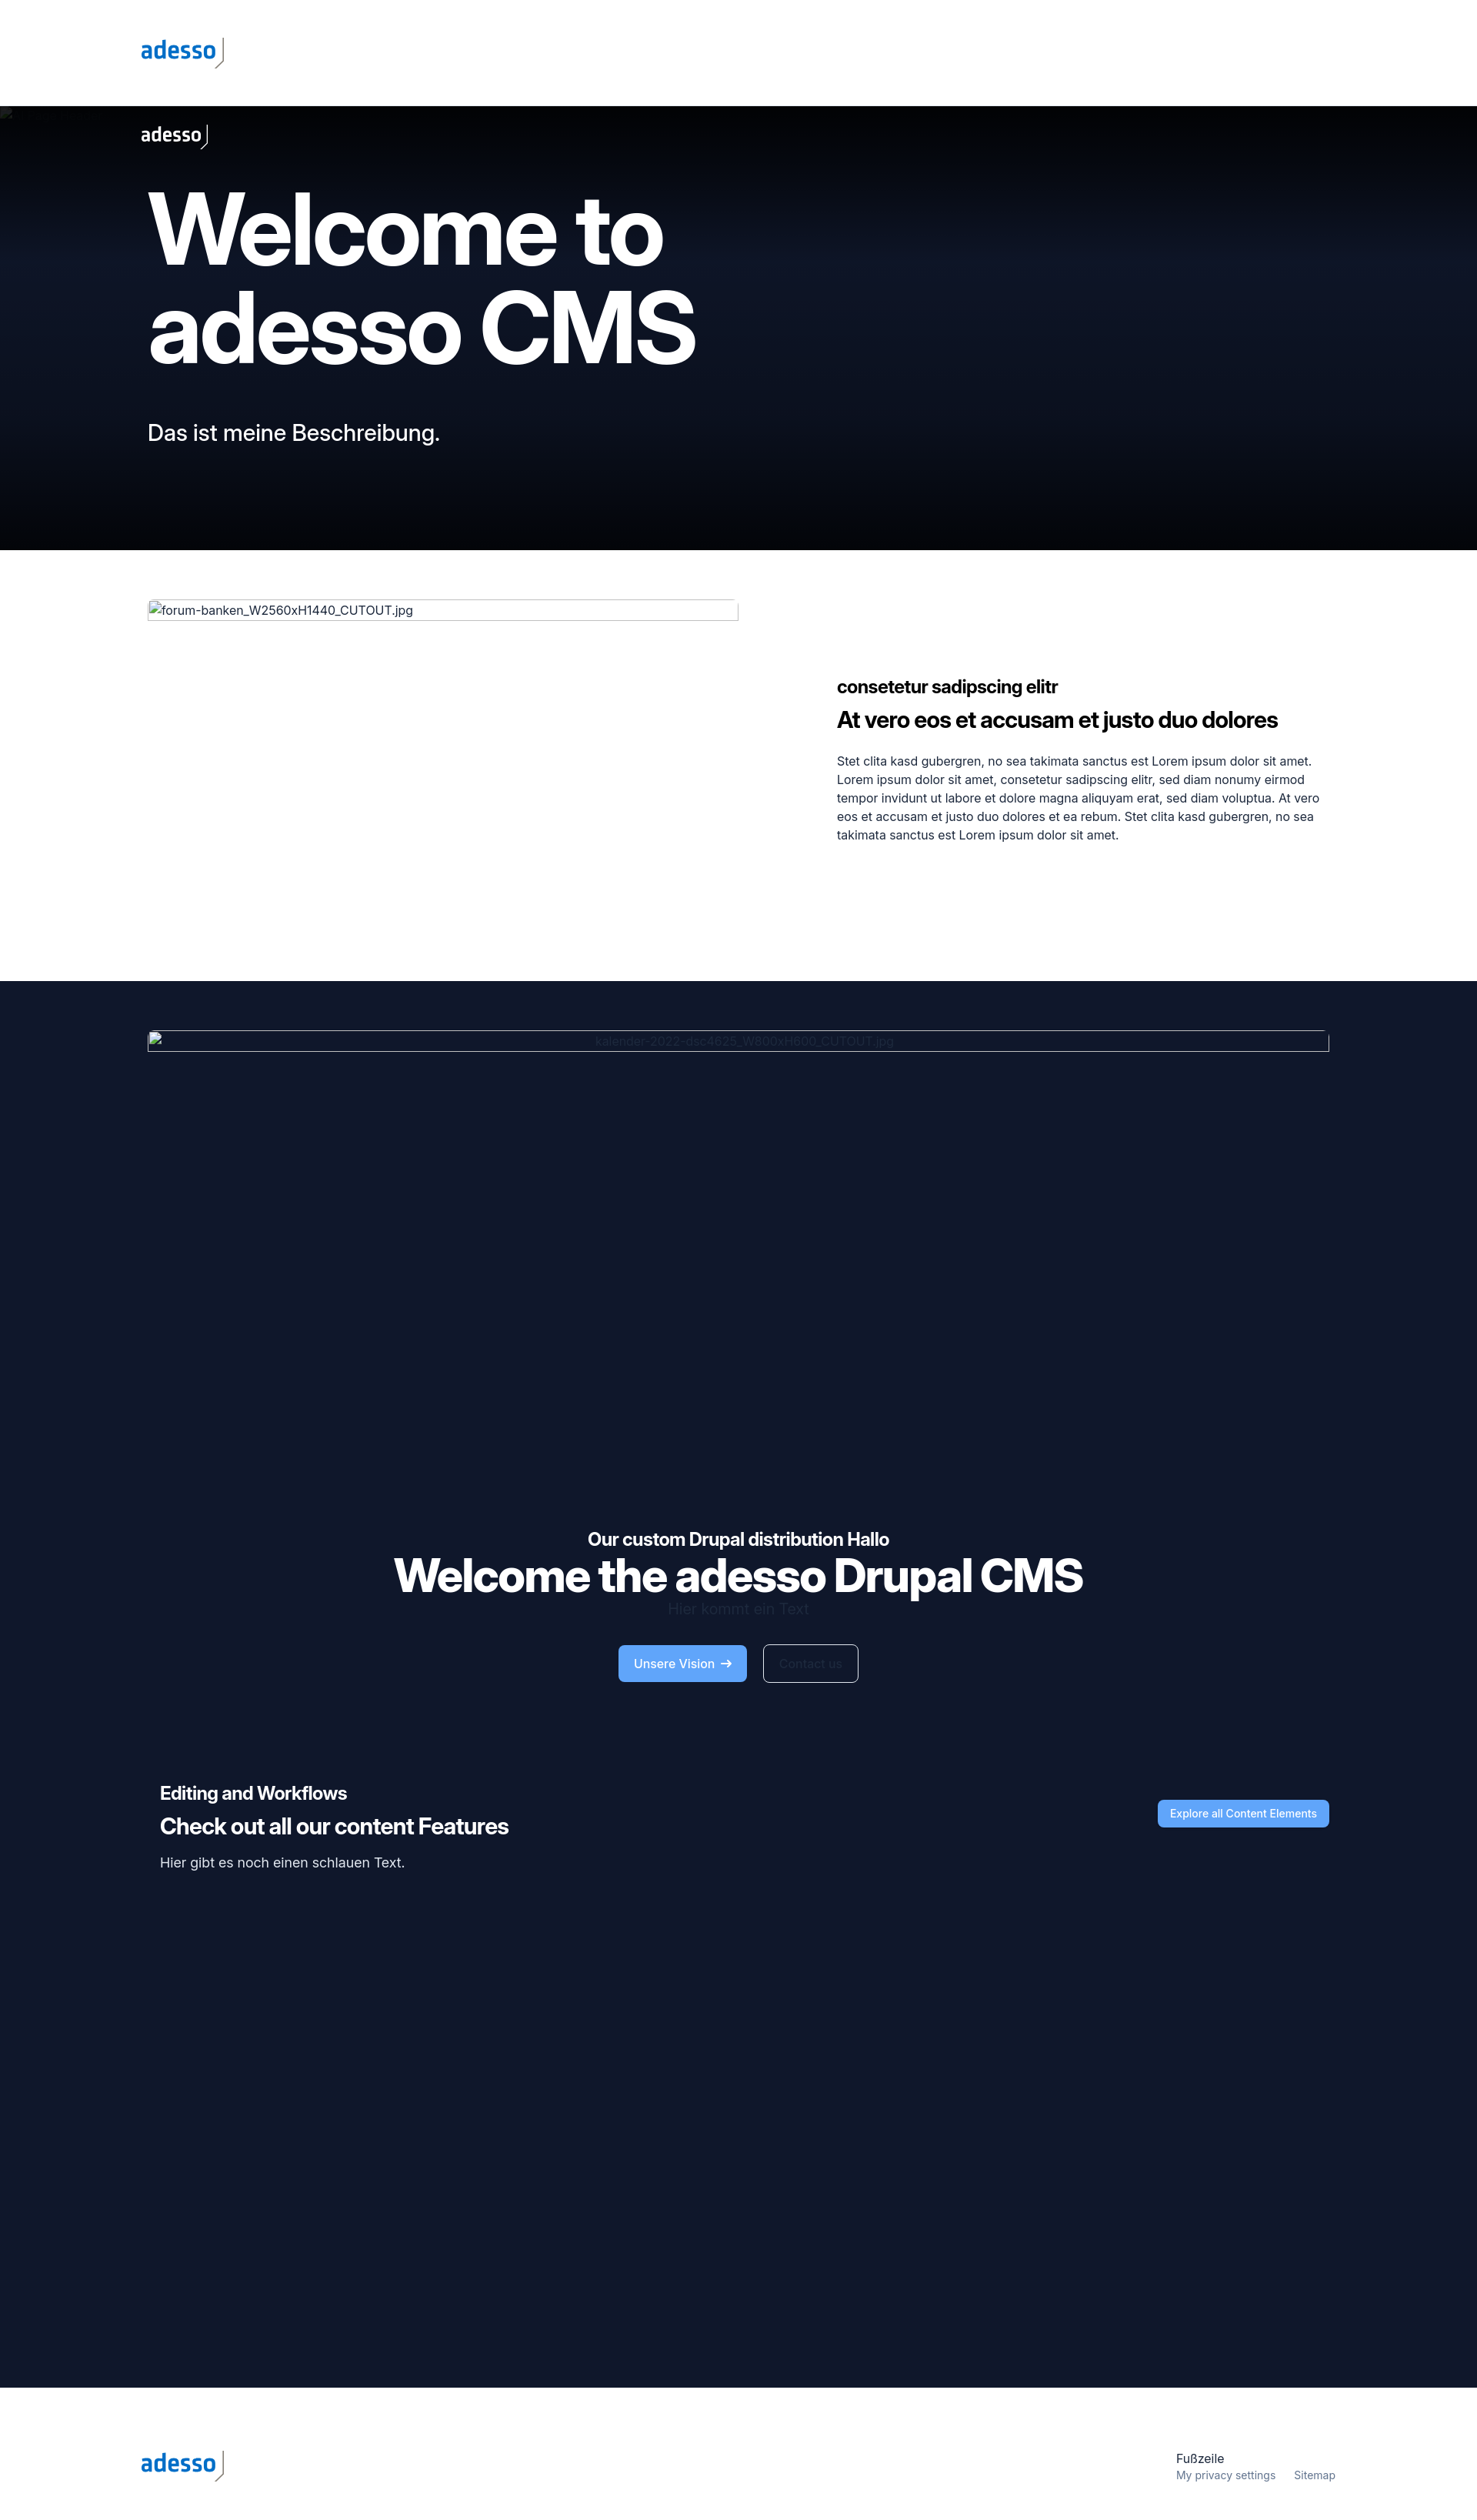 adesso
adesso
Welcome to
adesso CMS
Das ist meine Beschreibung.
forum-banken_W2560xH1440_CUTOUT.jpg
consetetur sadipscing elitr
At vero eos et accusam et justo duo dolores
Stet clita kasd gubergren, no sea takimata sanctus est Lorem ipsum dolor sit amet.
Lorem ipsum dolor sit amet, consetetur sadipscing elitr, sed diam nonumy eirmod
tempor invidunt ut labore et dolore magna aliquyam erat, sed diam voluptua. At vero
eos et accusam et justo duo dolores et ea rebum. Stet clita kasd gubergren, no sea
takimata sanctus est Lorem ipsum dolor sit amet.
kalender-2022-dsc4625_W800xH600_CUTOUT.jpg
Our custom Drupal distribution Hallo
Welcome the adesso Drupal CMS
Hier kommt ein Text
Unsere Vision
Contact us
Editing and Workflows
Check out all our content Features
Hier gibt es noch einen schlauen Text.
Explore all Content Elements
adesso
Fußzeile
My privacy settings Sitemap